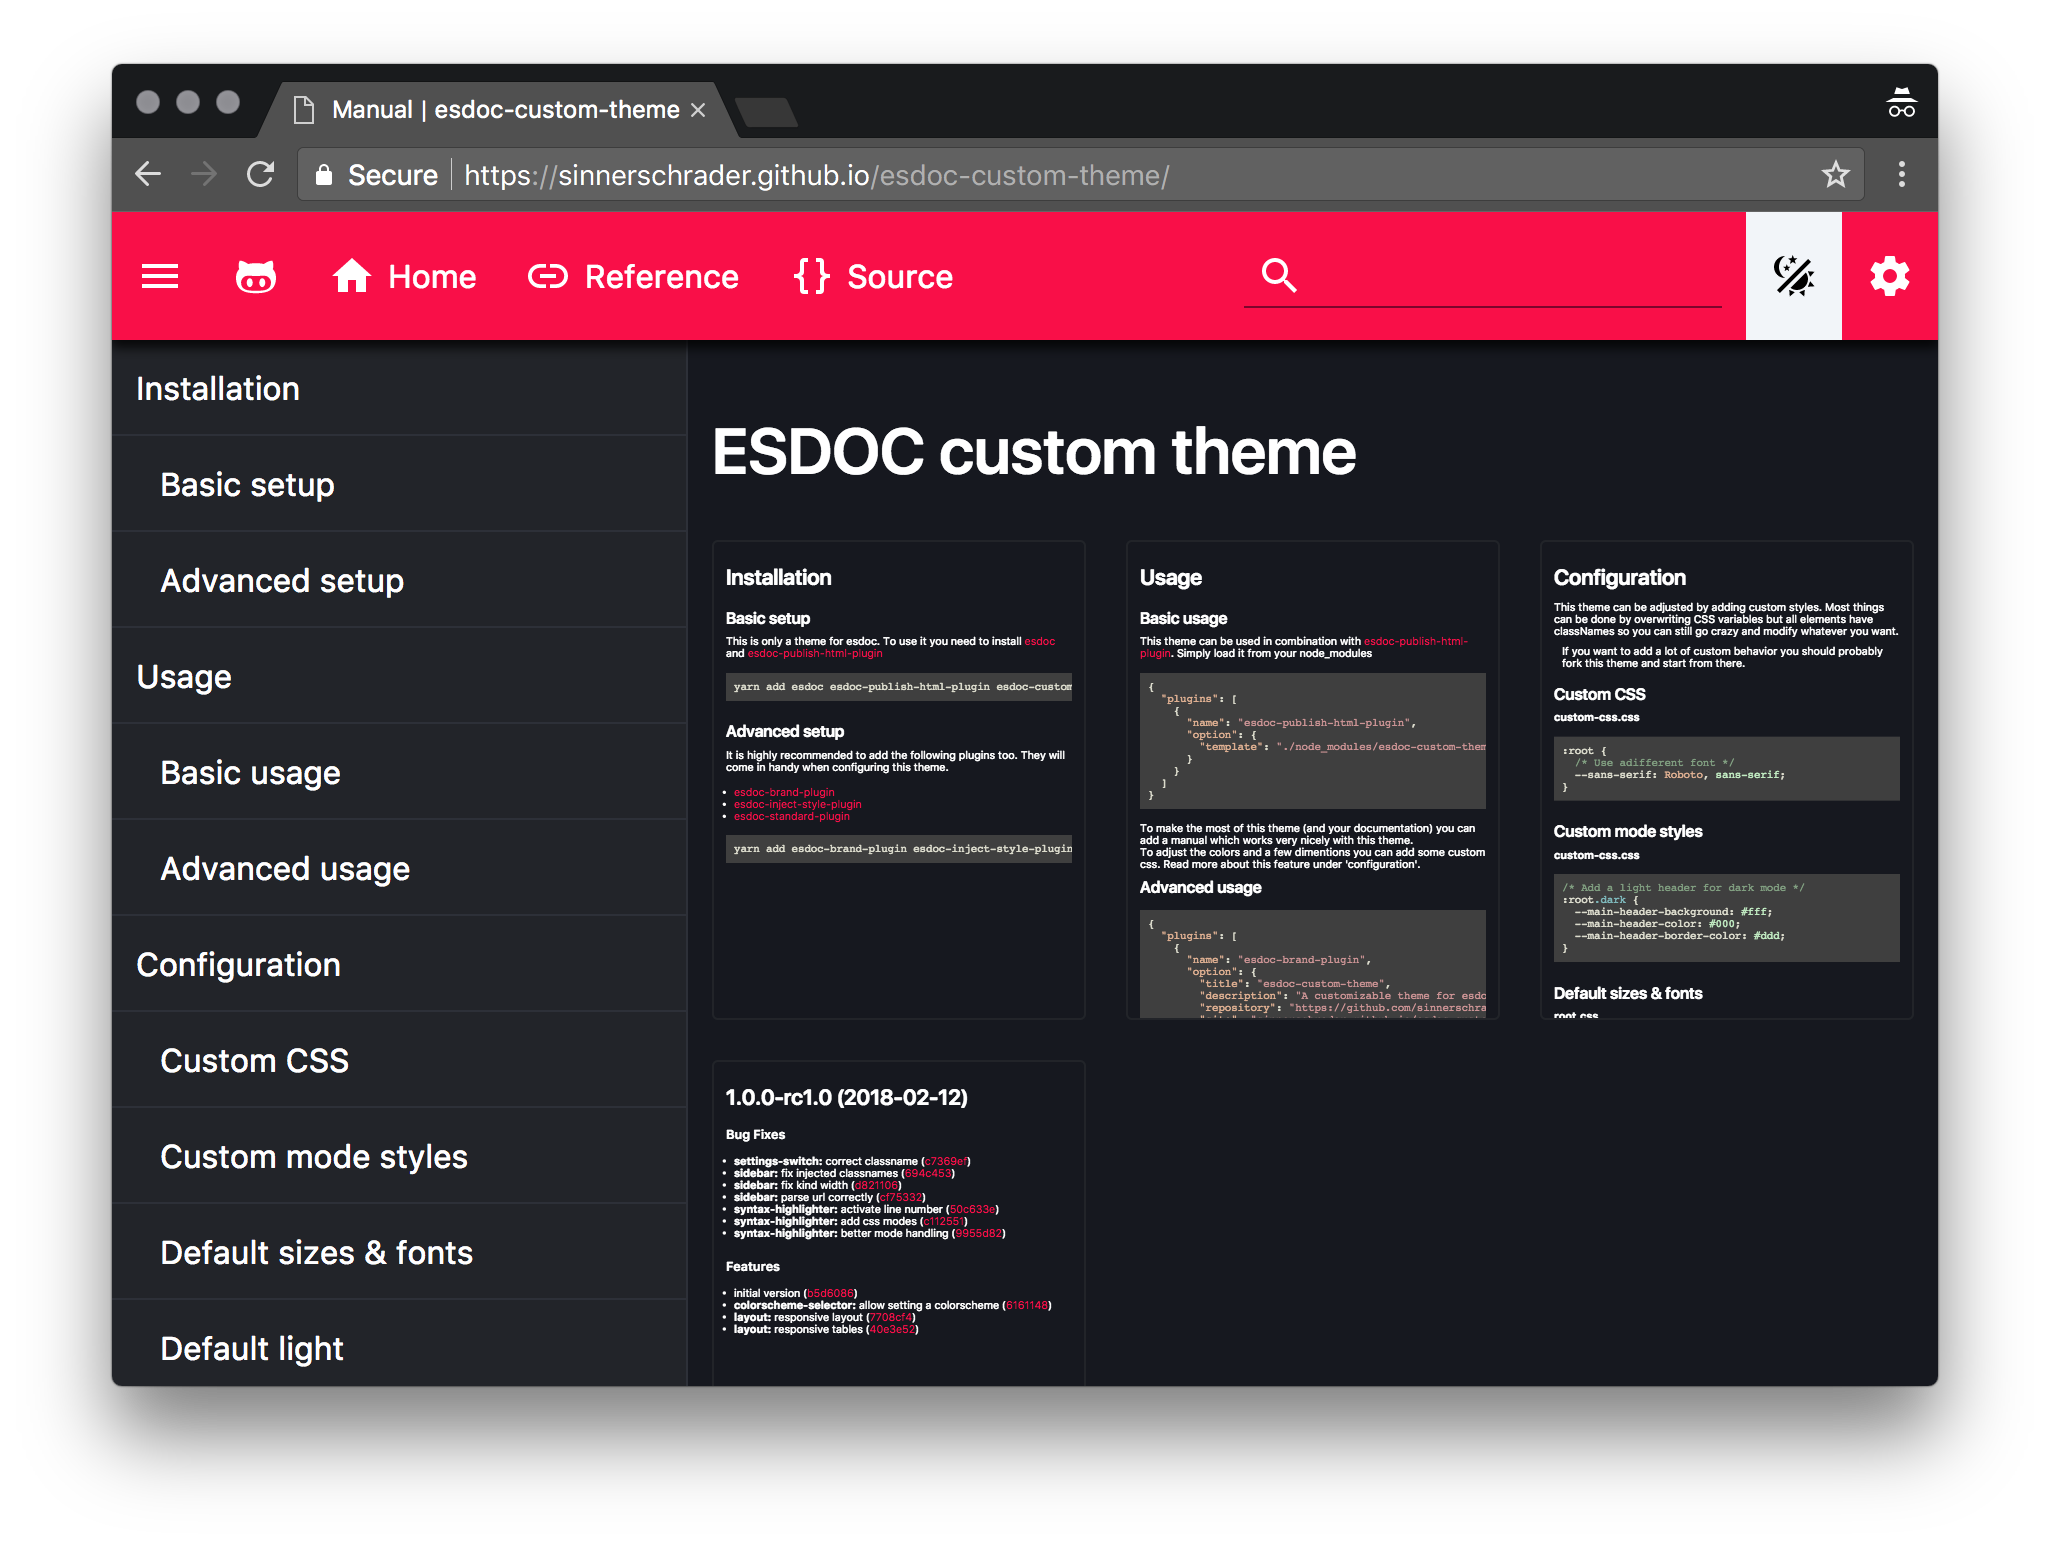 Manual | esdoc-custom-theme
Secure https://sinnerschrader.github.io/esdoc-custom-theme/
Home Reference {} Source
Installation
Basic setup
Advanced setup
Usage
Basic usage
Advanced usage
Configuration
Custom CSS
Custom mode styles
Default sizes & fonts
Default light
ESDOC custom theme
Installation
Basic setup
This is only a theme for esdoc. To use it you need to install esdoc
and esdoc-publish-html-plugin
yarn add esdoc esdoc-publish-html-plugin esdoc-custom
Advanced setup
It is highly recommended to add the following plugins too. They will
come in handy when configuring this theme.
• esdoc-brand-plugin
• esdoc-inject-style-plugin
• esdoc-standard-plugin
yarn add esdoc-brand-plugin esdoc-inject-style-plugin
Usage
Basic usage
This theme can be used in combination with esdoc-publish-html-
plugin. Simply load it from your node_modules
{
"plugins": [
{
"name": "esdoc-publish-html-plugin",
"option": {
"template": "./node_modules/esdoc-custom-them
}
}
]
}
To make the most of this theme (and your documentation) you can
add a manual which works very nicely with this theme.
To adjust the colors and a few dimentions you can add some custom
css. Read more about this feature under 'configuration'.
Advanced usage
{
"plugins": [
{
"name": "esdoc-brand-plugin",
"option": {
"title": "esdoc-custom-theme",
"description": "A customizable theme for esdc
"repository": "https://github.com/sinnerschra
Configuration
This theme can be adjusted by adding custom styles. Most things
can be done by overwriting CSS variables but all elements have
classNames so you can still go crazy and modify whatever you want.
If you want to add a lot of custom behavior you should probably
fork this theme and start from there.
Custom CSS
custom-css.css
:root {
/* Use adifferent font */
--sans-serif: Roboto, sans-serif;
}
Custom mode styles
custom-css.css
/* Add a light header for dark mode */
:root.dark {
--main-header-background: #fff;
--main-header-color: #000;
--main-header-border-color: #ddd;
}
Default sizes & fonts
root.css
1.0.0-rc1.0 (2018-02-12)
Bug Fixes
• settings-switch: correct classname (c7369ef)
• sidebar: fix injected classnames (694c453)
• sidebar: fix kind width (d821106)
• sidebar: parse url correctly (cf75332)
• syntax-highlighter: activate line number (50c633e)
• syntax-highlighter: add css modes (c112551)
• syntax-highlighter: better mode handling (9955d82)
Features
• initial version (b5d6086)
• colorscheme-selector: allow setting a colorscheme (6161148)
• layout: responsive layout (7708cf4)
• layout: responsive tables (40e3e52)